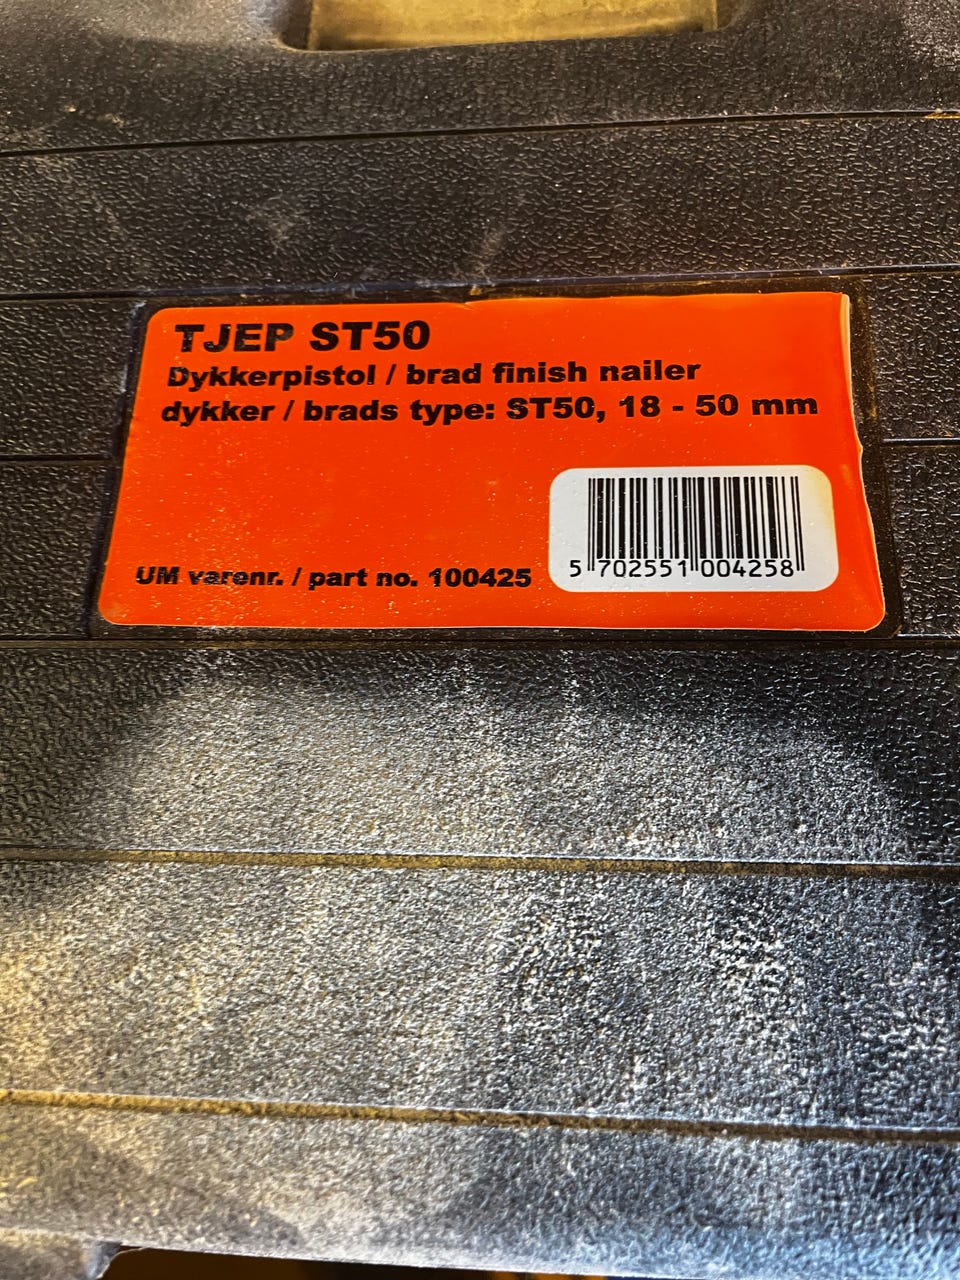 TJEP ST50
Dykkerpistol / brad finish nailer
dykker / brads type: ST50, 18 - 50 mm
UM varenr. / part no. 100425
5 702551 004258